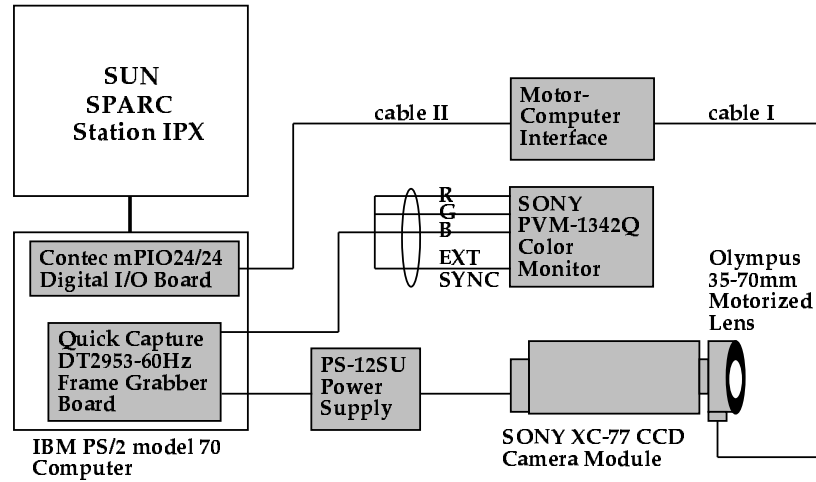 SUN
SPARC
Station IPX
cable II
Motor-
Computer
Interface
cable I
R
G
B
EXT
SYNC
SONY
PVM-1342Q
Color
Monitor
Contec mPIO24/24
Digital I/O Board
Olympus
35-70mm
Motorized
Lens
Quick Capture
DT2953-60Hz
Frame Grabber
Board
PS-12SU
Power
Supply
IBM PS/2 model 70
Computer
SONY XC-77 CCD
Camera Module